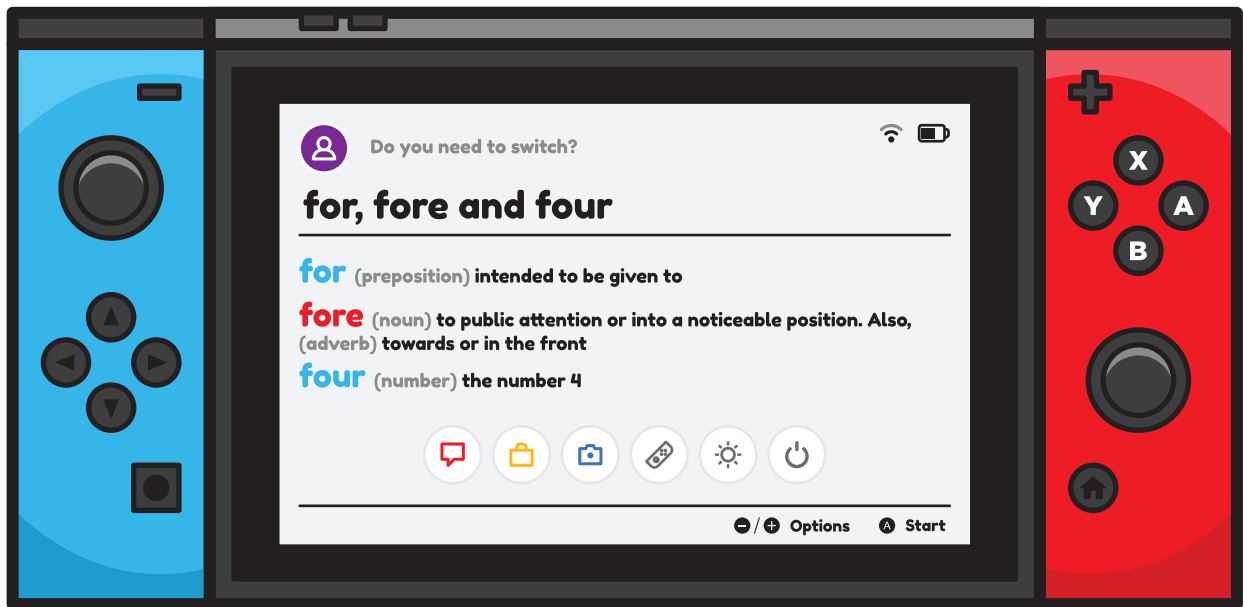 Do you need to switch?
for, fore and four
for (preposition) intended to be given to
fore (noun) to public attention or into a noticeable position. Also,
(adverb) towards or in the front
four (number) the number 4
X
Y A
B
-/+ Options A Start